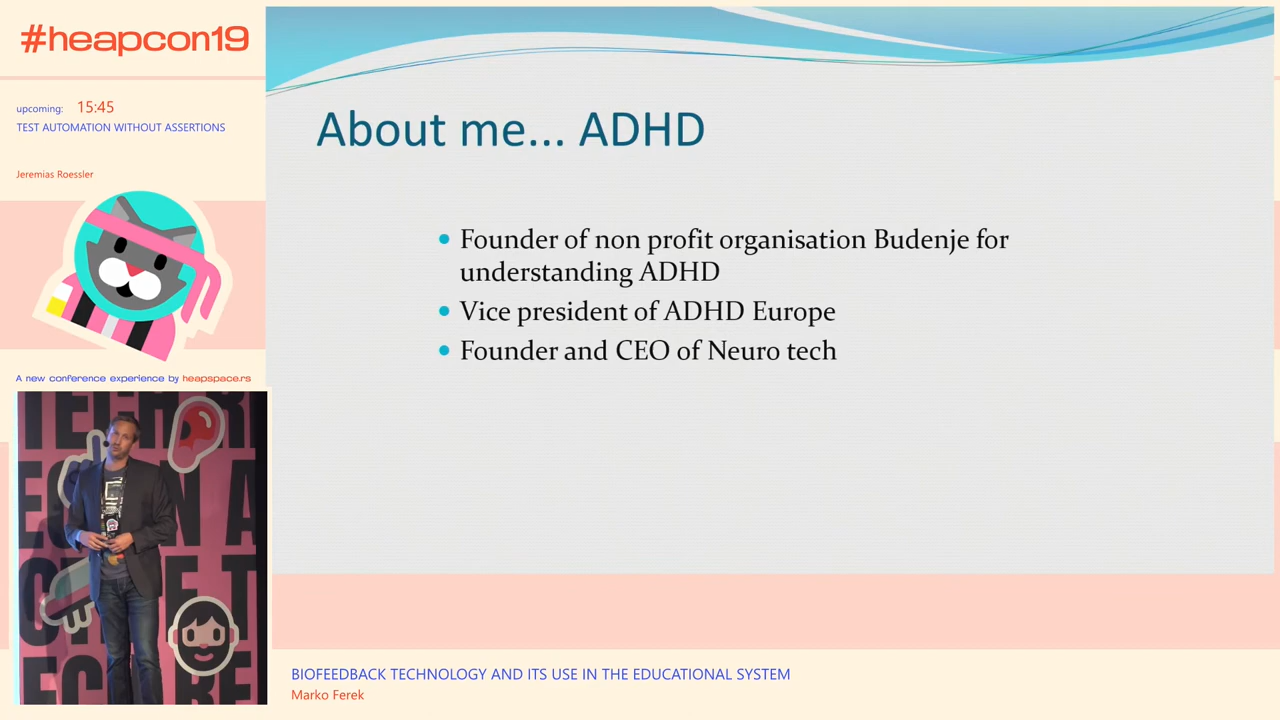 #heapcon19
upcoming: 15:45
TEST AUTOMATION WITHOUT ASSERTIONS
Jeremias Roessler
A new conference experience by heapspace.rs
About me... ADHD
• Founder of non profit organisation Budenje for
understanding ADHD
• Vice president of ADHD Europe
• Founder and CEO of Neuro tech
BIOFEEDBACK TECHNOLOGY AND ITS USE IN THE EDUCATIONAL SYSTEM
Marko Ferek